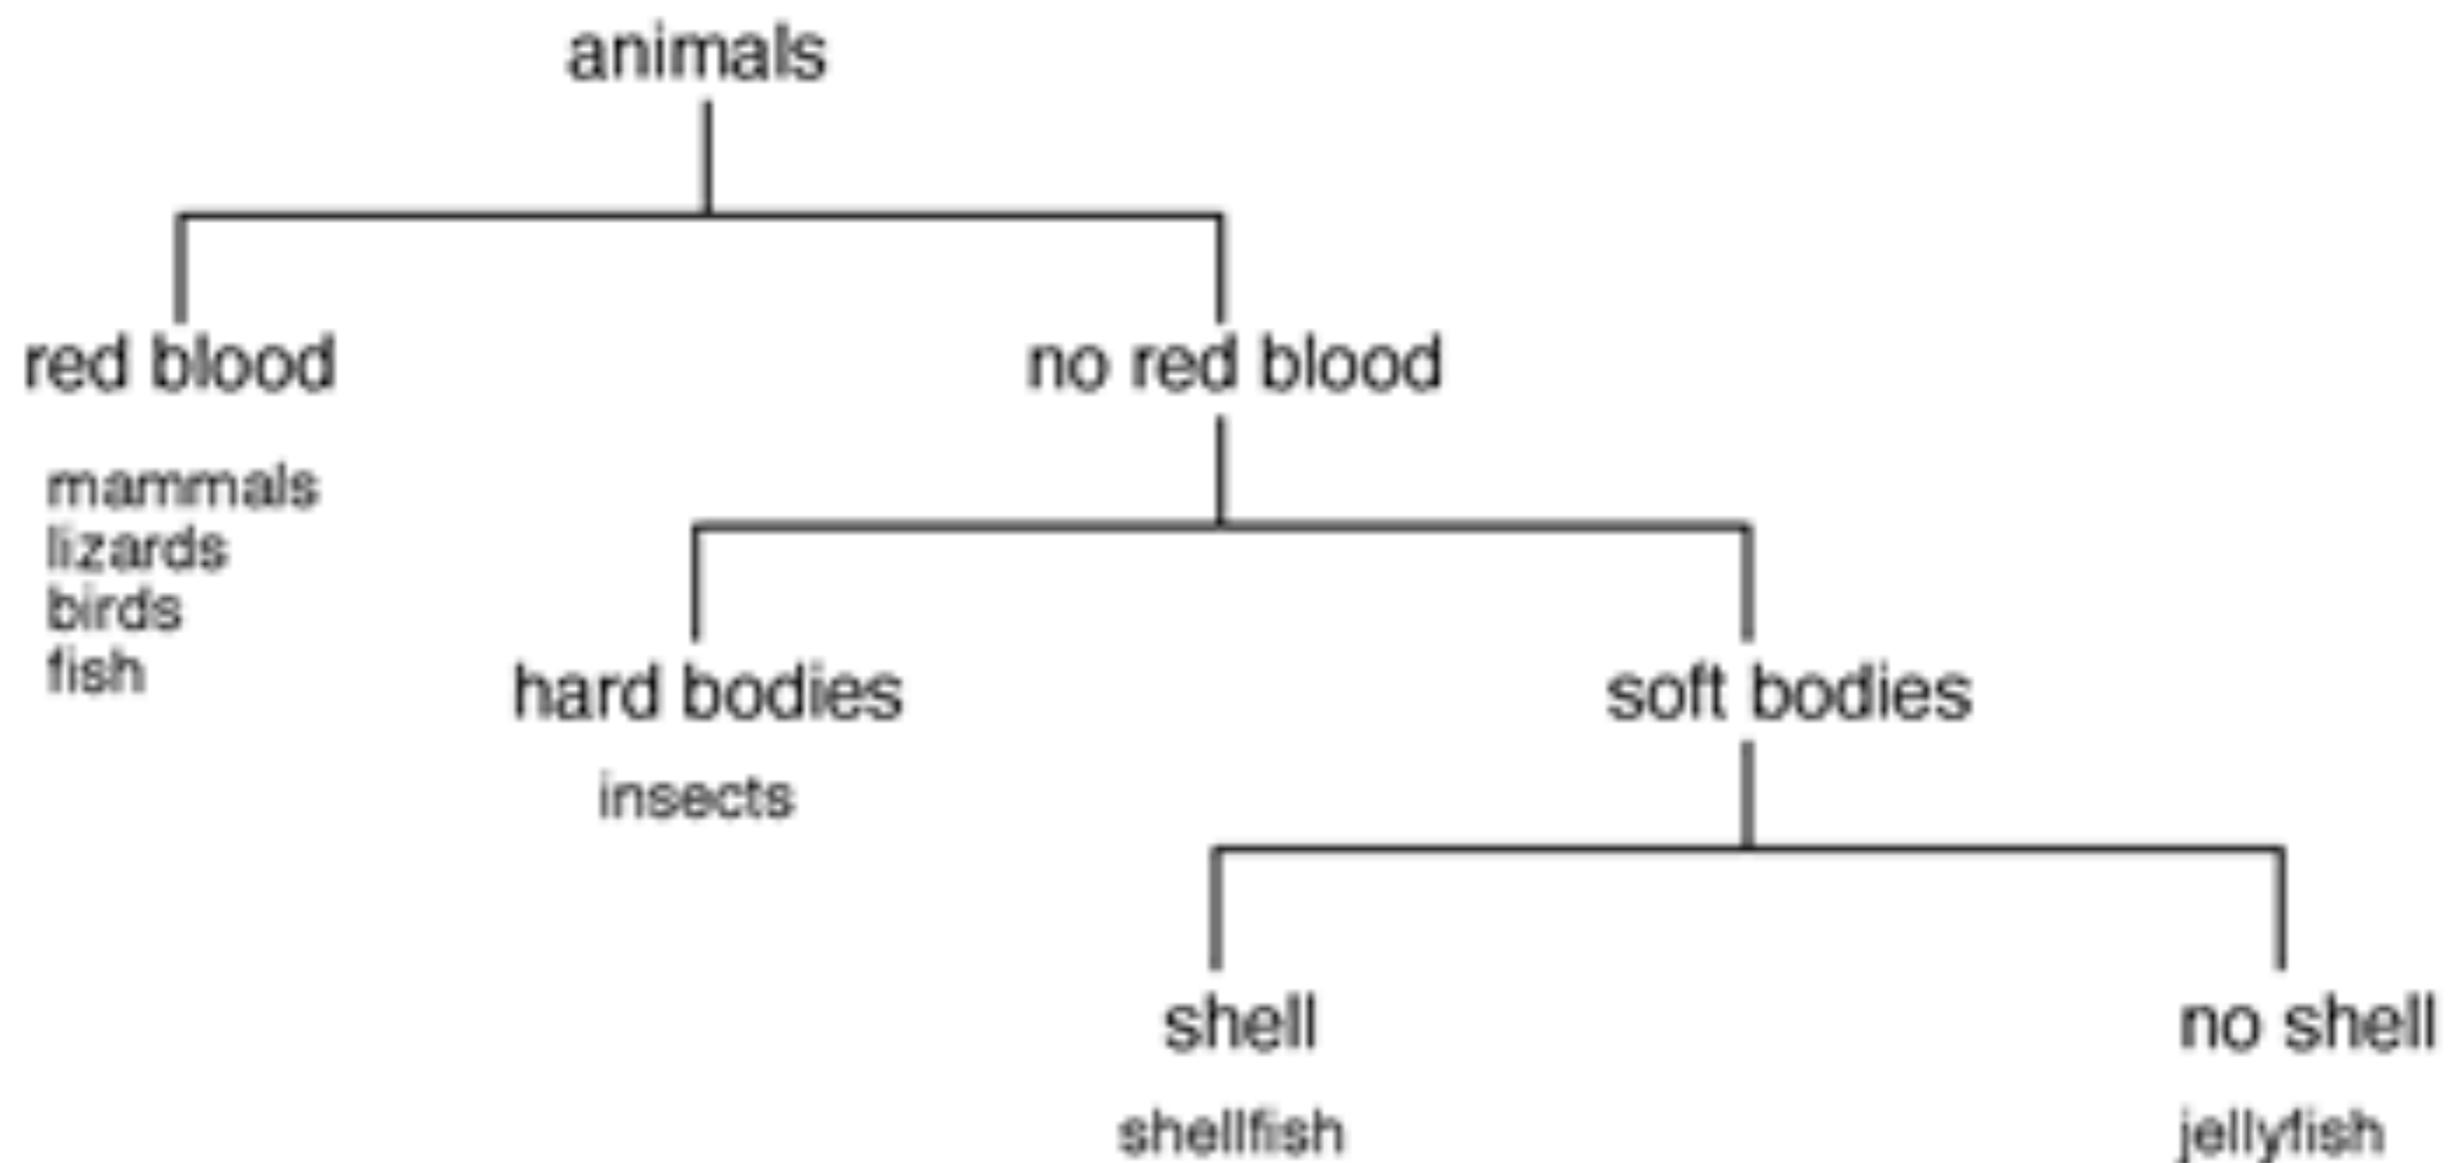 animals
red blood
no red blood
mammals
lizards
birds
fish
hard bodies
soft bodies
insects
shell
no shell
shellfish
jellyfish